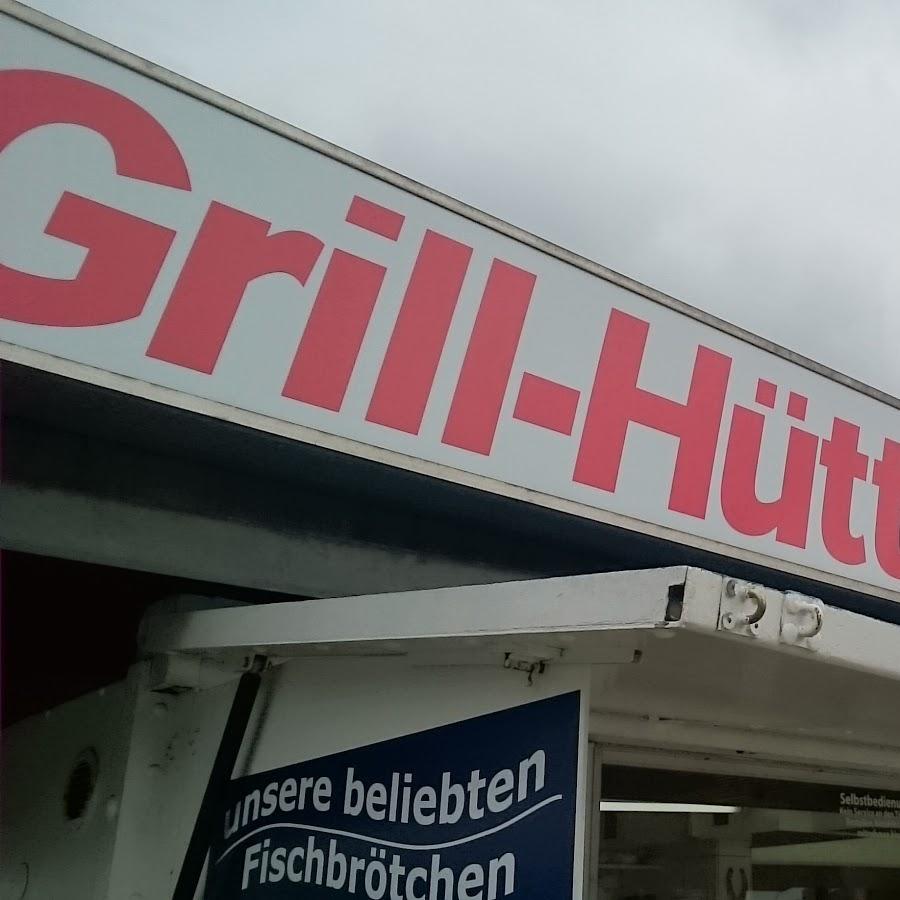 Grill-Hütt
unsere beliebten
Fischbrötchen
Selbstbedienu